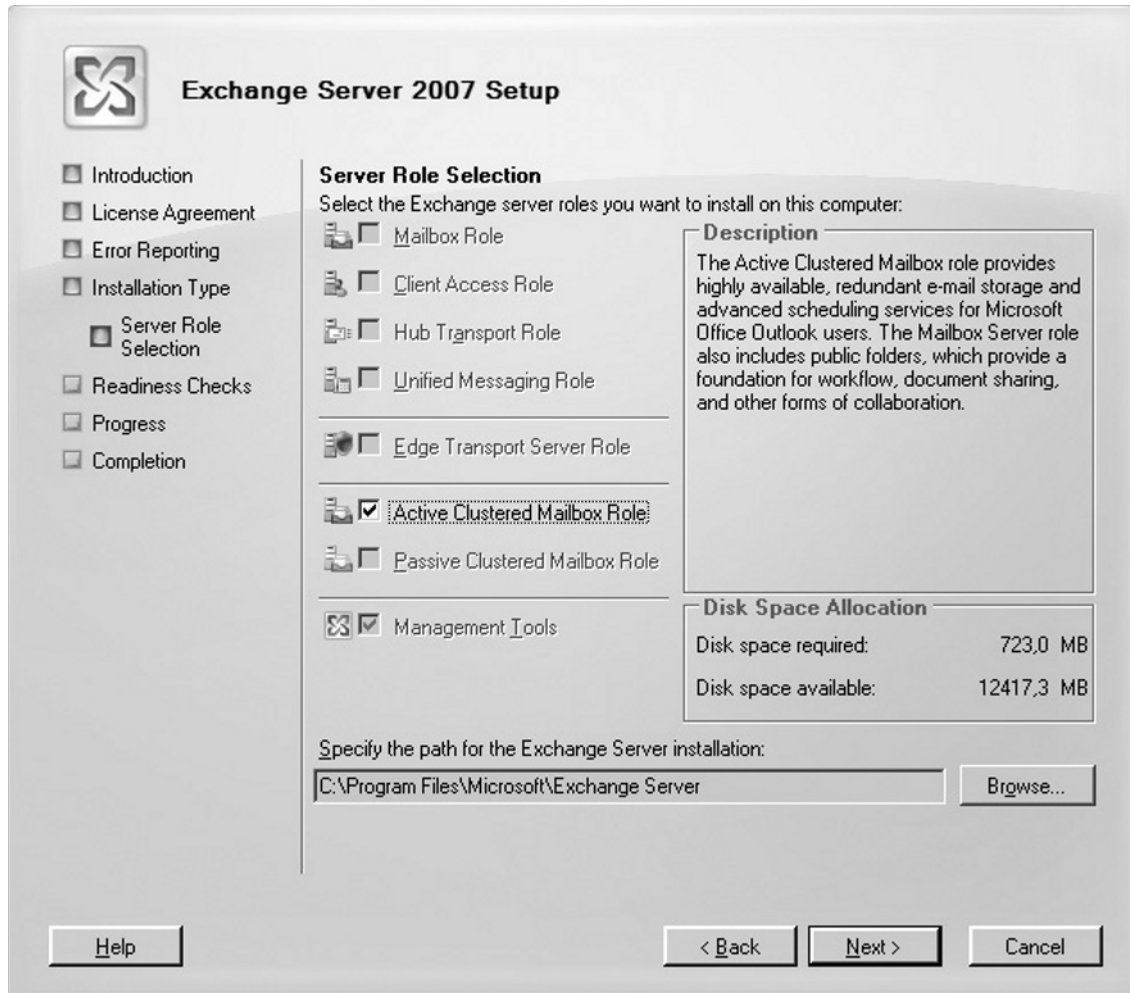 Exchange Server 2007 Setup
Introduction
License Agreement
Error Reporting
Installation Type
Server Role
Selection
Readiness Checks
Progress
Completion
Server Role Selection
Select the Exchange server roles you want to install on this computer:
Mailbox Role
Client Access Role
Hub Transport Role
Unified Messaging Role
Edge Transport Server Role
Active Clustered Mailbox Role
Passive Clustered Mailbox Role
Management Tools
Description
The Active Clustered Mailbox role provides
highly available, redundant e-mail storage and
advanced scheduling services for Microsoft
Office Outlook users. The Mailbox Server role
also includes public folders, which provide a
foundation for workflow, document sharing,
and other forms of collaboration.
Disk Space Allocation
Disk space required: 723,0 MB
Disk space available: 12417,3 MB
Specify the path for the Exchange Server installation:
C:\Program Files\Microsoft\Exchange Server
Browse...
Help
< Back
Next >
Cancel